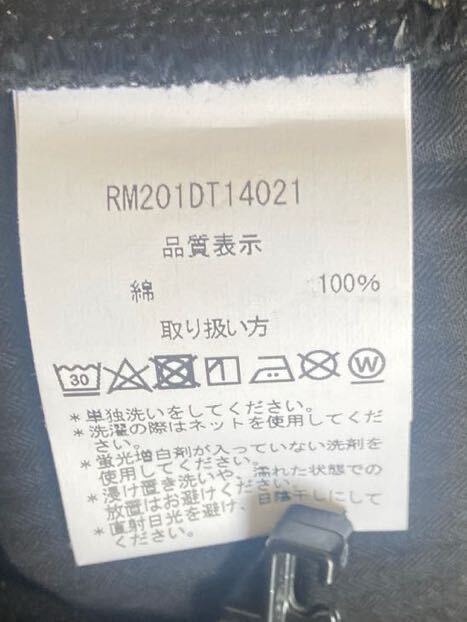 RM201DT14021
品質表示
綿 100%
取り扱い方
30 W
*単独洗いをしてください。
*洗濯の際はネットを使用してくだ
さい。
*蛍光増白剤が入っていない洗剤を
使用してください。
*浸け置き洗いや、濡れた状態での
放置はお避けください。
*直射日光を避け、日陰干しにして
ください。